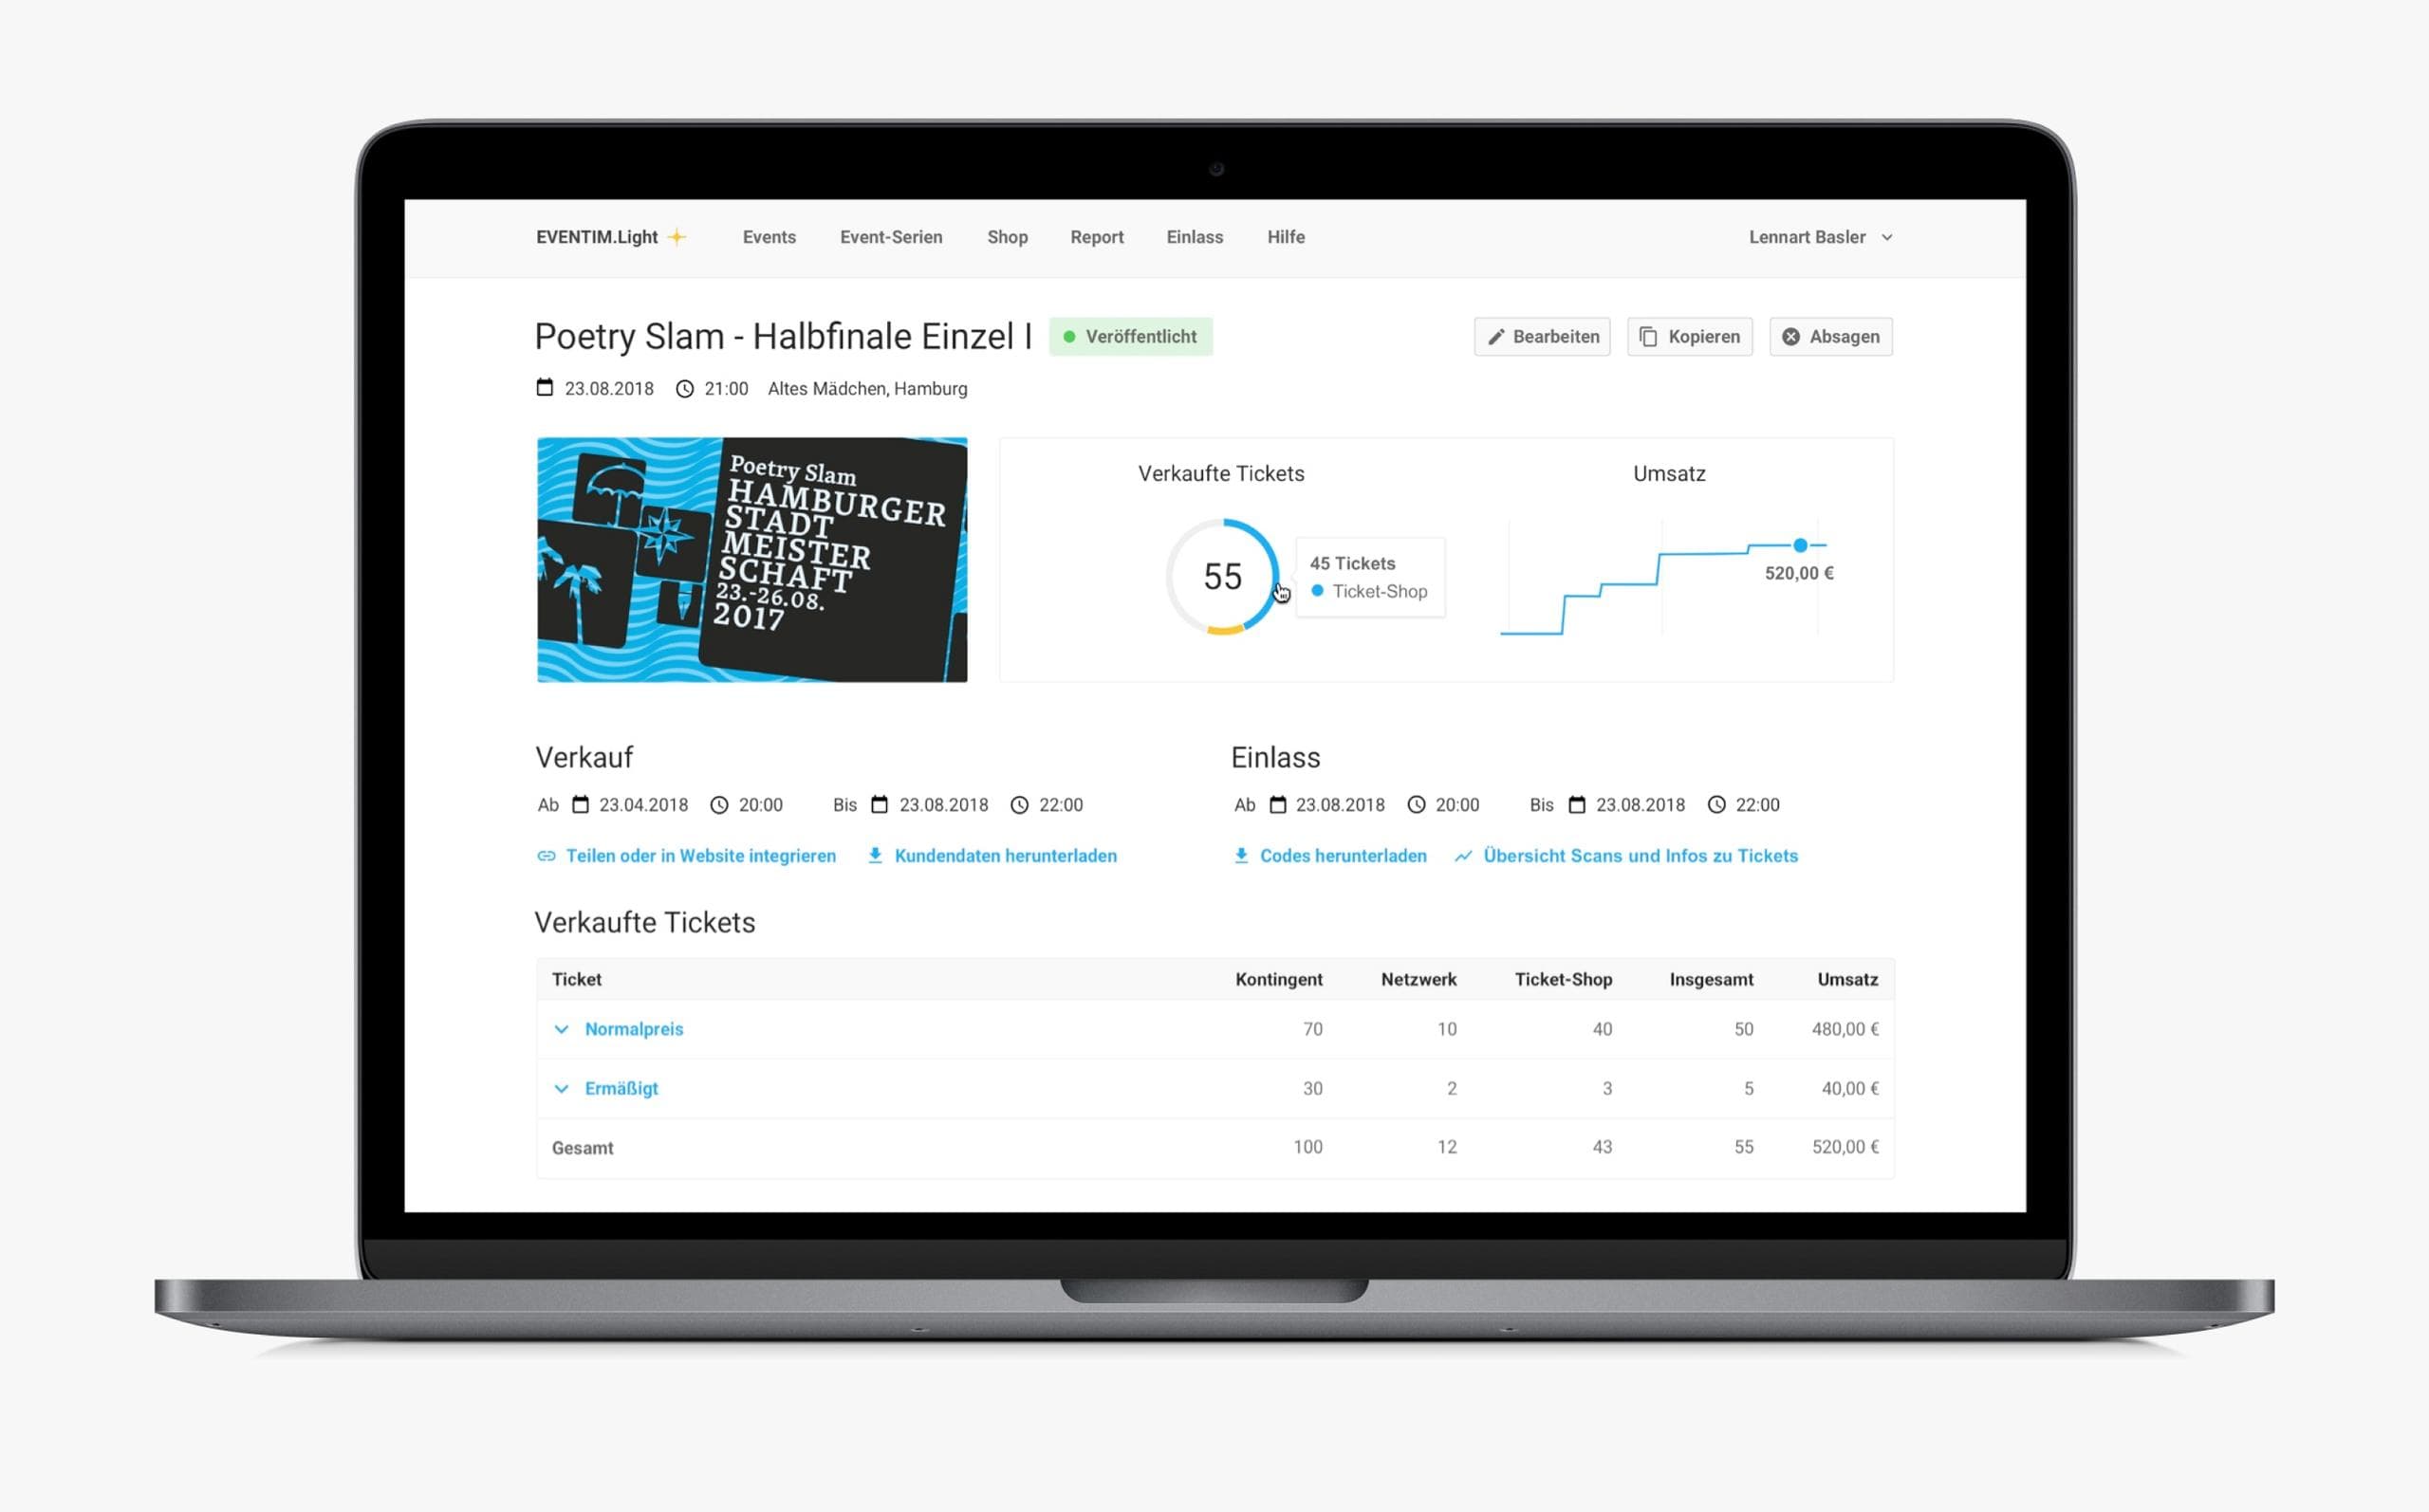 EVENTIM.Light Events Event-Serien Shop Report Einlass Hilfe Lennart Basler
Poetry Slam - Halbfinale Einzel I Veröffentlicht Bearbeiten Kopieren Absagen
23.08.2018 21:00 Altes Mädchen, Hamburg
Poetry Slam
HAMBURGER
STADT
MEISTER
SCHAFT
23.-26.08.
2017
Verkaufte Tickets
55
45 Tickets
Ticket-Shop
Umsatz
520,00 €
Verkauf
Ab 23.04.2018 20:00 Bis 23.08.2018 22:00
Teilen oder in Website integrieren Kundendaten herunterladen
Einlass
Ab 23.08.2018 20:00 Bis 23.08.2018 22:00
Codes herunterladen Übersicht Scans und Infos zu Tickets
Verkaufte Tickets
Ticket Kontingent Netzwerk Ticket-Shop Insgesamt Umsatz
Normalpreis 70 10 40 50 480,00 €
Ermäßigt 30 2 3 5 40,00 €
Gesamt 100 12 43 55 520,00 €